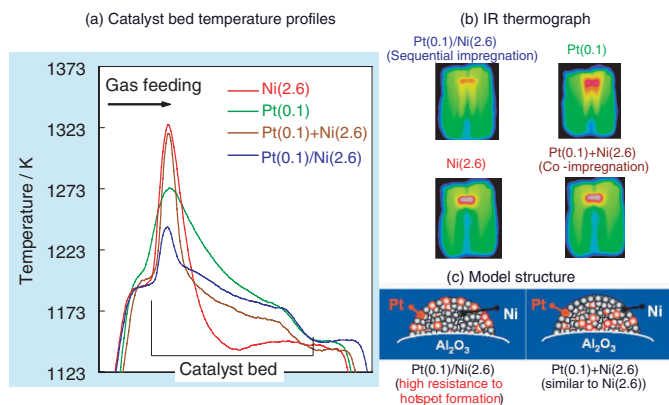 (a) Catalyst bed temperature profiles
1373
1323
1273
1223
1173
1123
Temperature / K
Gas feeding
Ni(2.6)
Pt(0.1)
Pt(0.1)+Ni(2.6)
Pt(0.1)/Ni(2.6)
Catalyst bed
(b) IR thermograph
Pt(0.1)/Ni(2.6)
(Sequential impregnation)
Pt(0.1)
Ni(2.6)
Pt(0.1)+Ni(2.6)
(Co-impregnation)
(c) Model structure
Pt
Ni
Al₂O₃
Pt
Ni
Al₂O₃
Pt(0.1)/Ni(2.6)
(high resistance to
hotspot formation)
Pt(0.1)+Ni(2.6)
(similar to Ni(2.6))